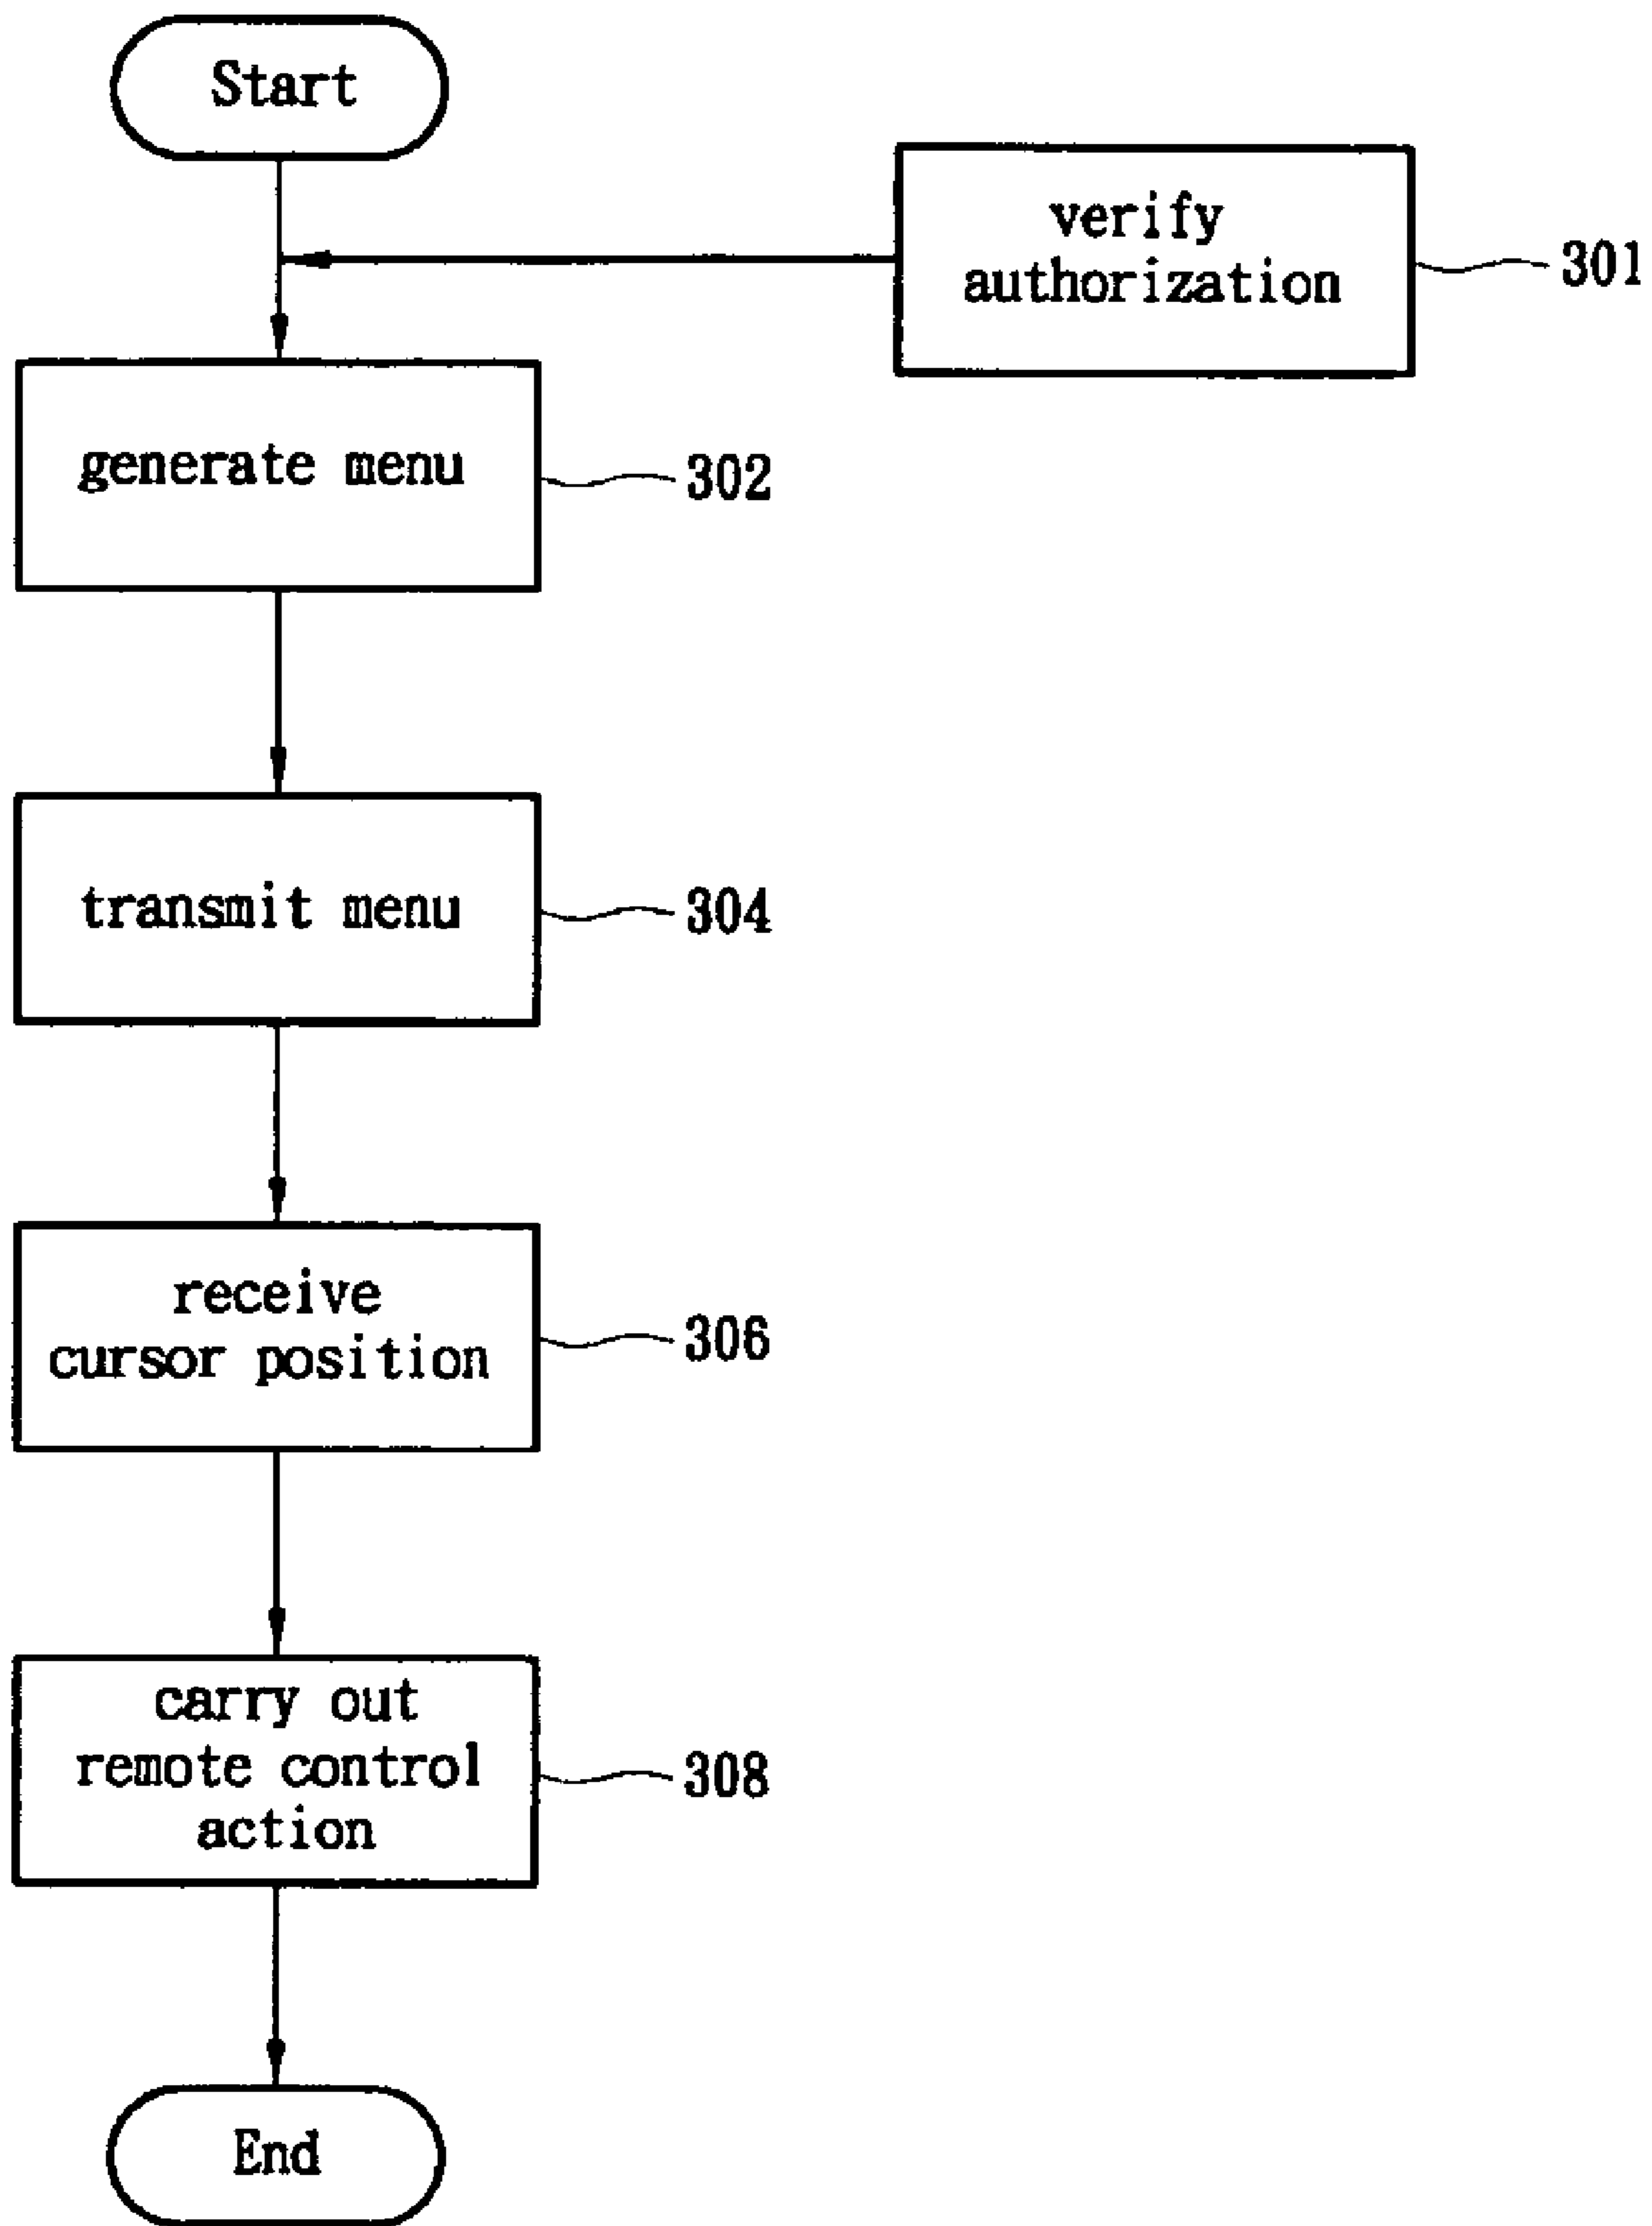 Start
verify
authorization
301
generate menu
302
transmit menu
304
receive
cursor position
306
carry out
remote control
action
308
End